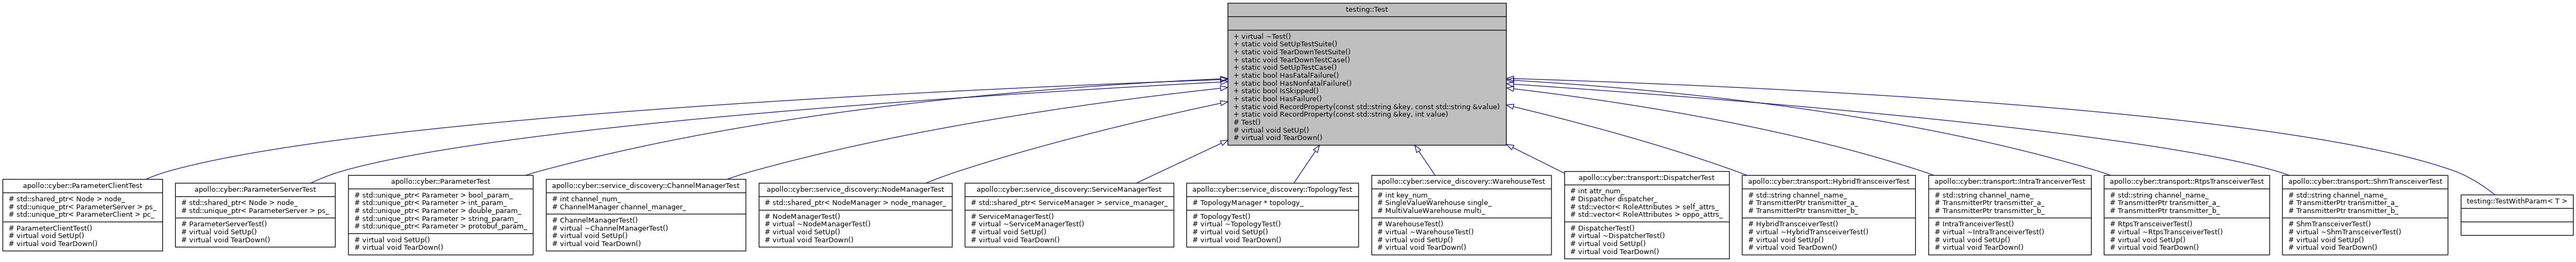 testing::Test
+ virtual ~Test()
+ static void SetUpTestSuite()
+ static void TearDownTestSuite()
+ static void TearDownTestCase()
+ static void SetUpTestCase()
+ static bool HasFatalFailure()
+ static bool HasNonfatalFailure()
+ static bool IsSkipped()
+ static bool HasFailure()
+ static void RecordProperty(const std::string &key, const std::string &value)
+ static void RecordProperty(const std::string &key, int value)
# Test()
# virtual void SetUp()
# virtual void TearDown()
apollo::cyber::ParameterClientTest
# std::shared_ptr< Node > node_
# std::unique_ptr< ParameterServer > ps_
# std::unique_ptr< ParameterClient > pc_
# ParameterClientTest()
# virtual void SetUp()
# virtual void TearDown()
apollo::cyber::ParameterServerTest
# std::shared_ptr< Node > node_
# std::unique_ptr< ParameterServer > ps_
# ParameterServerTest()
# virtual void SetUp()
# virtual void TearDown()
apollo::cyber::ParameterTest
# std::unique_ptr< Parameter > bool_param_
# std::unique_ptr< Parameter > int_param_
# std::unique_ptr< Parameter > double_param_
# std::unique_ptr< Parameter > string_param_
# std::unique_ptr< Parameter > protobuf_param_
# virtual void SetUp()
# virtual void TearDown()
apollo::cyber::service_discovery::ChannelManagerTest
# int channel_num_
# ChannelManager channel_manager_
# ChannelManagerTest()
# virtual ~ChannelManagerTest()
# virtual void SetUp()
# virtual void TearDown()
apollo::cyber::service_discovery::NodeManagerTest
# std::shared_ptr< NodeManager > node_manager_
# NodeManagerTest()
# virtual ~NodeManagerTest()
# virtual void SetUp()
# virtual void TearDown()
apollo::cyber::service_discovery::ServiceManagerTest
# std::shared_ptr< ServiceManager > service_manager_
# ServiceManagerTest()
# virtual ~ServiceManagerTest()
# virtual void SetUp()
# virtual void TearDown()
apollo::cyber::service_discovery::TopologyTest
# TopologyManager * topology_
# TopologyTest()
# virtual ~TopologyTest()
# virtual void SetUp()
# virtual void TearDown()
apollo::cyber::service_discovery::WarehouseTest
# int key_num_
# SingleValueWarehouse single_
# MultiValueWarehouse multi_
# WarehouseTest()
# virtual ~WarehouseTest()
# virtual void SetUp()
# virtual void TearDown()
apollo::cyber::transport::DispatcherTest
# int attr_num_
# Dispatcher dispatcher_
# std::vector< RoleAttributes > self_attrs_
# std::vector< RoleAttributes > oppo_attrs_
# DispatcherTest()
# virtual ~DispatcherTest()
# virtual void SetUp()
# virtual void TearDown()
apollo::cyber::transport::HybridTransceiverTest
# std::string channel_name_
# TransmitterPtr transmitter_a_
# TransmitterPtr transmitter_b_
# HybridTransceiverTest()
# virtual ~HybridTransceiverTest()
# virtual void SetUp()
# virtual void TearDown()
apollo::cyber::transport::IntraTranceiverTest
# std::string channel_name_
# TransmitterPtr transmitter_a_
# TransmitterPtr transmitter_b_
# IntraTranceiverTest()
# virtual ~IntraTranceiverTest()
# virtual void SetUp()
# virtual void TearDown()
apollo::cyber::transport::RtpsTransceiverTest
# std::string channel_name_
# TransmitterPtr transmitter_a_
# TransmitterPtr transmitter_b_
# RtpsTransceiverTest()
# virtual ~RtpsTransceiverTest()
# virtual void SetUp()
# virtual void TearDown()
apollo::cyber::transport::ShmTransceiverTest
# std::string channel_name_
# TransmitterPtr transmitter_a_
# TransmitterPtr transmitter_b_
# ShmTransceiverTest()
# virtual ~ShmTransceiverTest()
# virtual void SetUp()
# virtual void TearDown()
testing::TestWithParam< T >